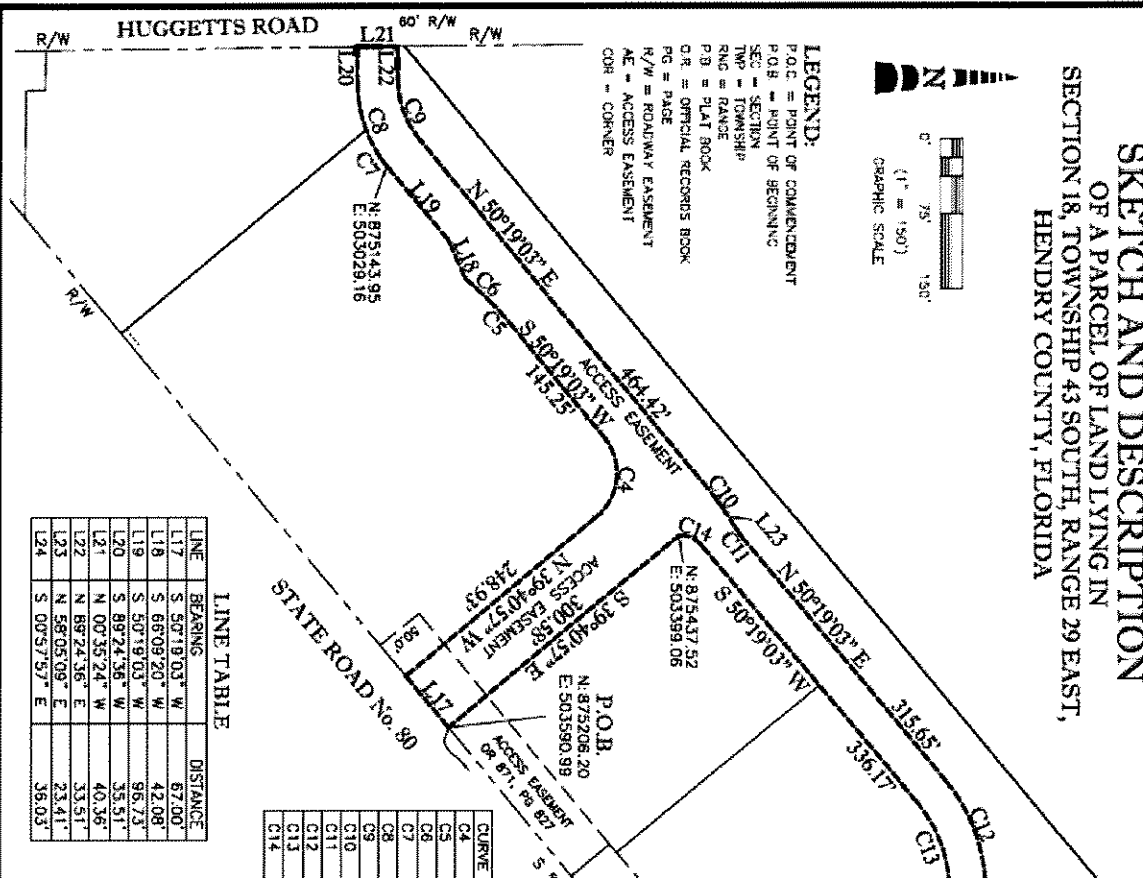 SKETCH AND DESCRIPTION
OF A PARCEL OF LAND LYING IN
SECTION 18, TOWNSHIP 43 SOUTH, RANGE 29 EAST,
HENDRY COUNTY, FLORIDA
N
0' 75' 150'
(1" = 150')
GRAPHIC SCALE
LEGEND:
P.O.C. = POINT OF COMMENCEMENT
P.O.B. = POINT OF BEGINNING
SEC = SECTION
TWP = TOWNSHIP
RNG = RANGE
P.B = PLAT BOOK
O.R. = OFFICIAL RECORDS BOOK
PG = PAGE
R/W = ROADWAY EASEMENT
AE = ACCESS EASEMENT
COR = CORNER
R/W
HUGGETTS ROAD
L21
60' R/W
R/W
L20
L22
C9
C8
C7
N: 875143.95
E: 503029.16
L19
L18
C6
C5
N 50°19'03" E
464.42'
ACCESS EASEMENT
S 50°19'03" W
145.25'
C4
C10
L23
C11
C14
N: 875437.52
E: 503399.06
N 50°19'03" E
315.65'
S 50°19'03" W
336.17'
C12
C13
N 39°40'57" W
248.93'
ACCESS EASEMENT
S 39°40'57" E
300.58'
50.0'
L17
P.O.B.
N: 875206.20
E: 503590.99
ACCESS EASEMENT
OR 871, PG 827
R/W
STATE ROAD No. 80
LINE TABLE
LINE BEARING DISTANCE
L17 S 50°19'03" W 67.00'
L18 S 66°09'20" W 42.08'
L19 S 50°19'03" W 96.73'
L20 S 89°24'36" W 35.51'
L21 N 00°35'24" W 40.36'
L22 N 89°24'36" E 33.51'
L23 N 58°05'09" E 23.41'
L24 S 00°57'57" E 36.03'
CURVE
C4
C5
C6
C7
C8
C9
C10
C11
C12
C13
C14